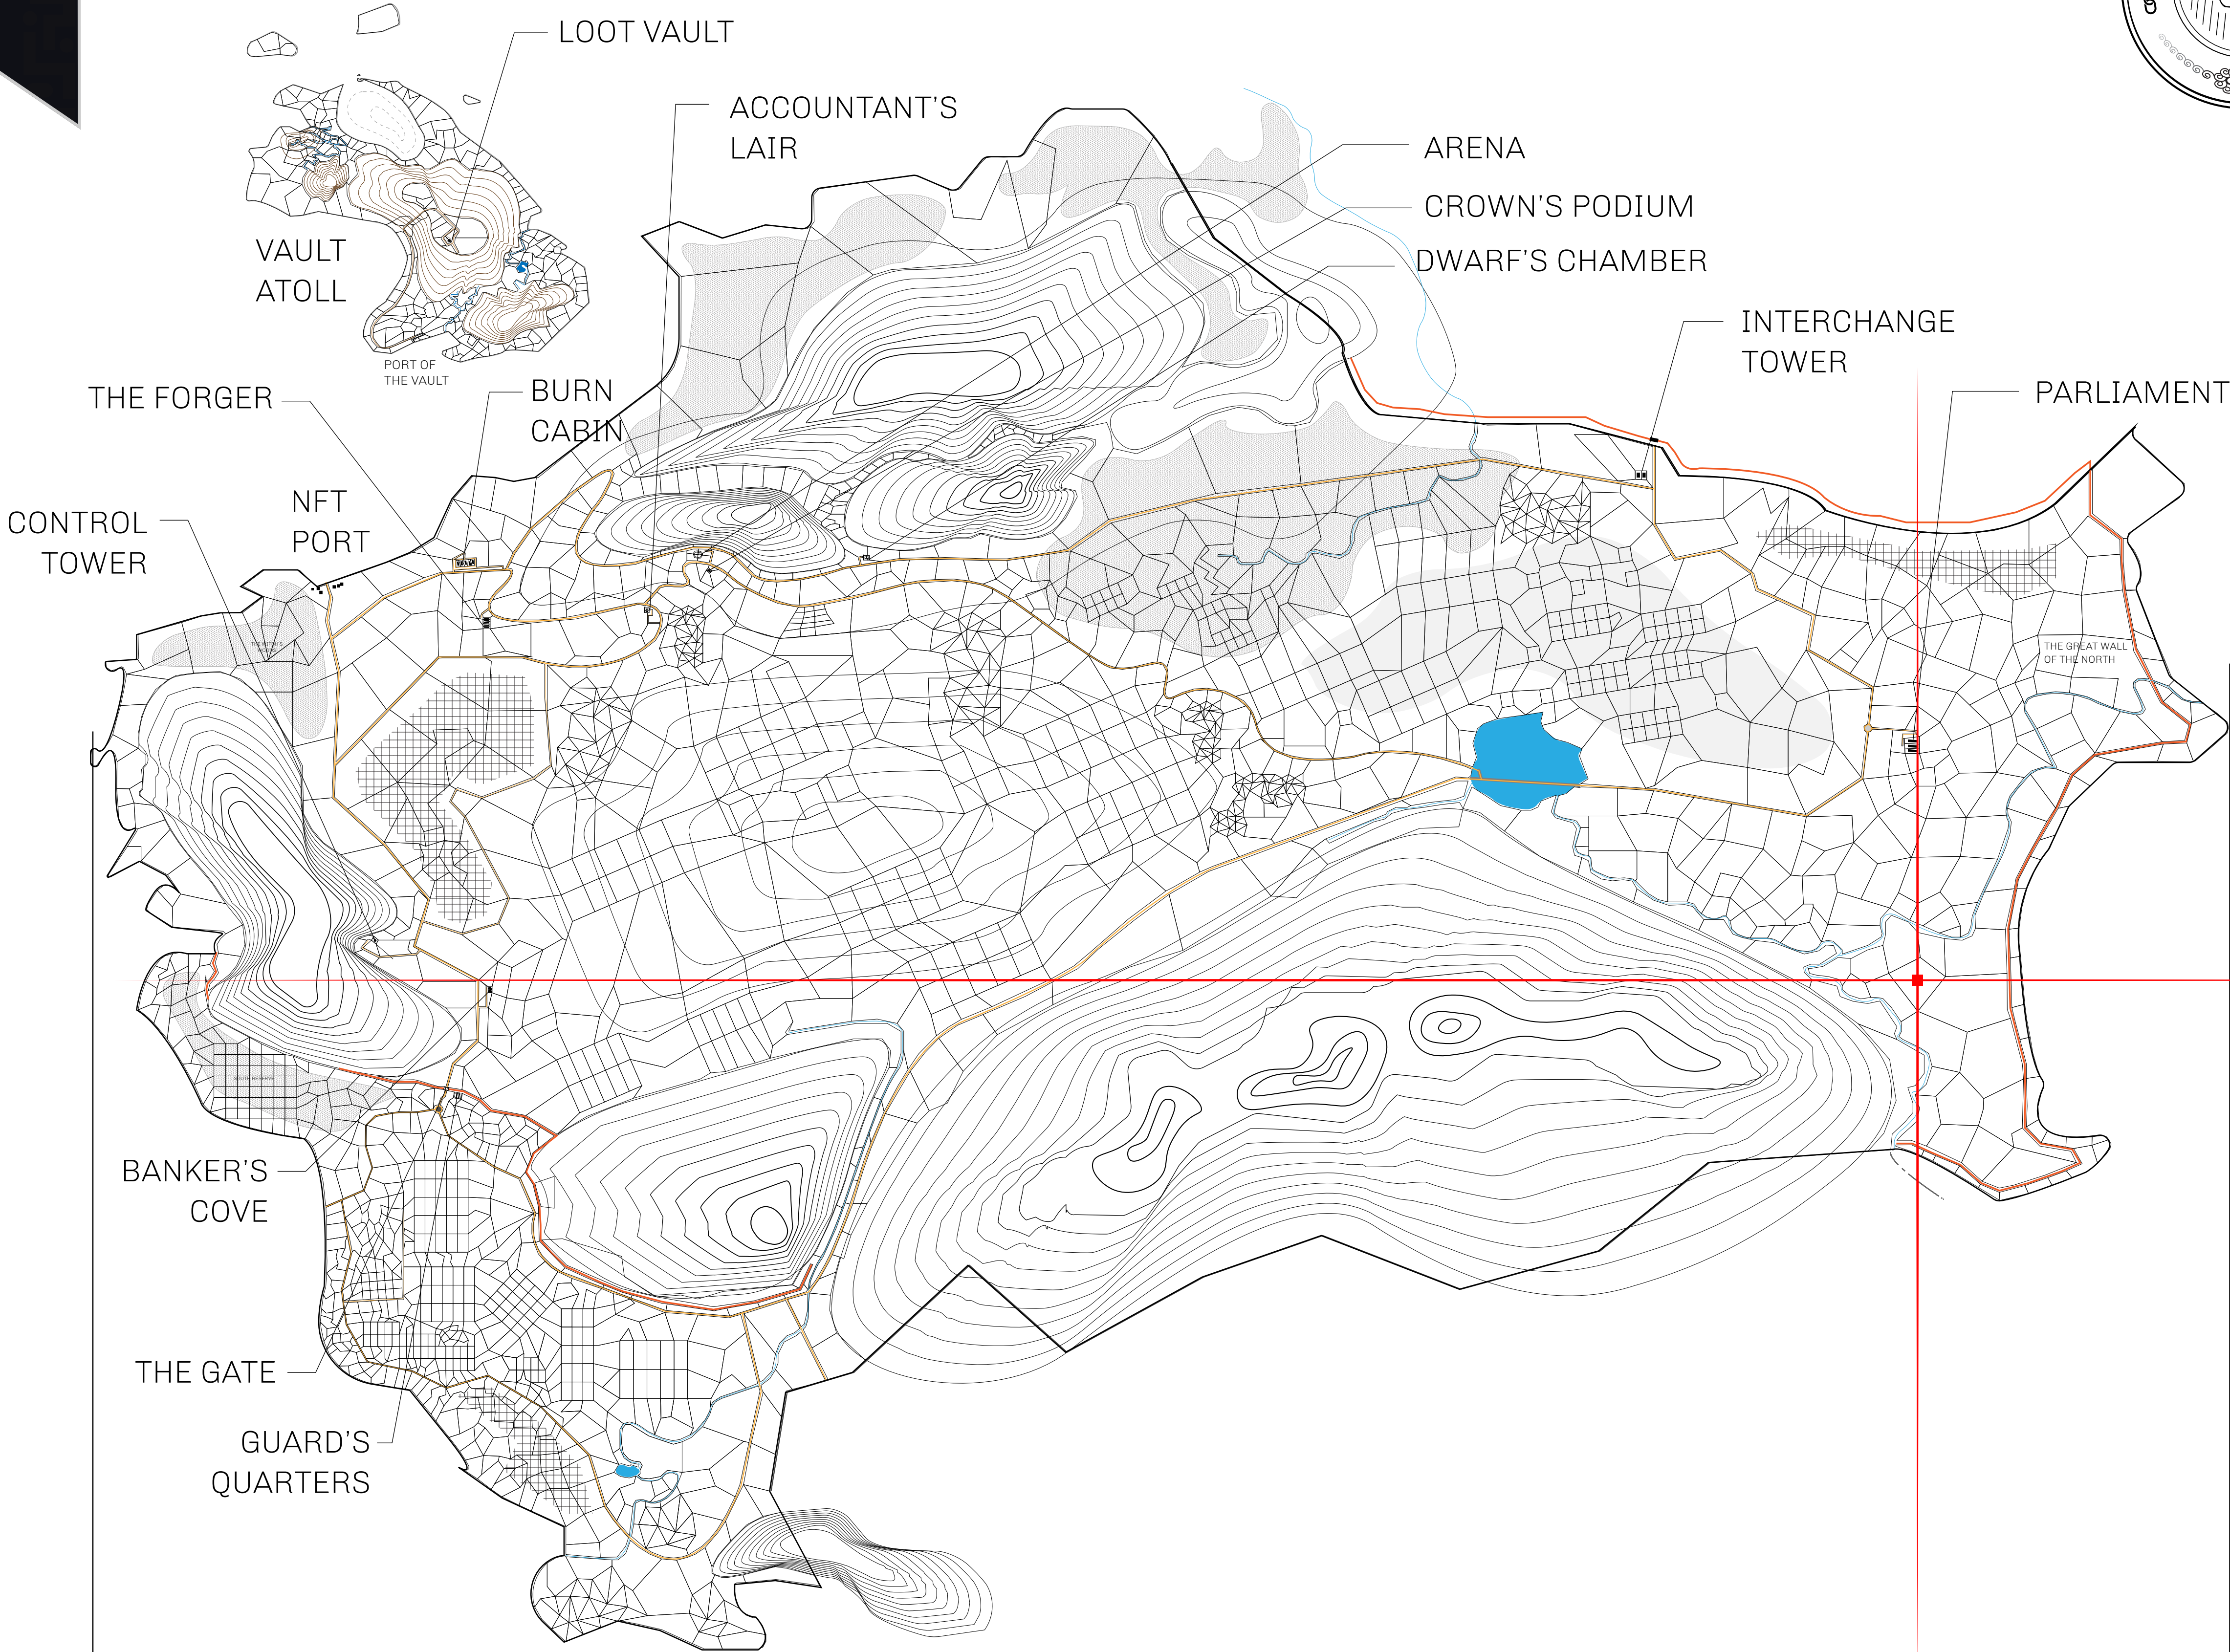 LOOT VAULT
ACCOUNTANT'S
LAIR
ARENA
CROWN'S PODIUM
DWARF'S CHAMBER
VAULT
ATOLL
INTERCHANGE
TOWER
PORT OF
THE VAULT
THE FORGER
BURN
CABIN
PARLIAMENT
NFT
PORT
CONTROL
TOWER
THE GREAT WALL
OF THE NORTH
SOUTH RESERVE
BANKER'S
COVE
THE GATE
GUARD'S
QUARTERS